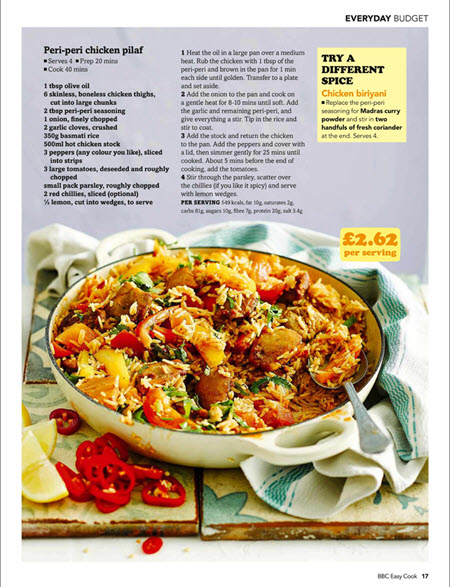 EVERYDAY BUDGET
Peri-peri chicken pilaf
■ Serves 4 ■ Prep 20 mins
■ Cook 40 mins
1 tbsp olive oil
6 skinless, boneless chicken thighs,
cut into large chunks
2 tbsp peri-peri seasoning
1 onion, finely chopped
2 garlic cloves, crushed
350g basmati rice
500ml hot chicken stock
3 peppers (any colour you like), sliced
into strips
3 large tomatoes, deseeded and roughly
chopped
small pack parsley, roughly chopped
2 red chillies, sliced (optional)
½ lemon, cut into wedges, to serve
1 Heat the oil in a large pan over a medium
heat. Rub the chicken with 1 tbsp of the
peri-peri and brown in the pan for 1 min
each side until golden. Transfer to a plate
and set aside.
2 Add the onion to the pan and cook on
a gentle heat for 8-10 mins until soft. Add
the garlic and remaining peri-peri, and
give everything a stir. Tip in the rice and
stir to coat.
3 Add the stock and return the chicken
to the pan. Add the peppers and cover with
a lid, then simmer gently for 25 mins until
cooked. About 5 mins before the end of
cooking, add the tomatoes.
4 Stir through the parsley, scatter over
the chillies (if you like it spicy) and serve
with lemon wedges.
PER SERVING 549 kcals, fat 10g, saturates 2g,
carbs 81g, sugars 10g, fibre 7g, protein 20g, salt 3.4g
TRY A
DIFFERENT
SPICE
Chicken biriyani
■ Replace the peri-peri
seasoning for Madras curry
powder and stir in two
handfuls of fresh coriander
at the end. Serves 4.
£2.62
per serving
BBC Easy Cook 17